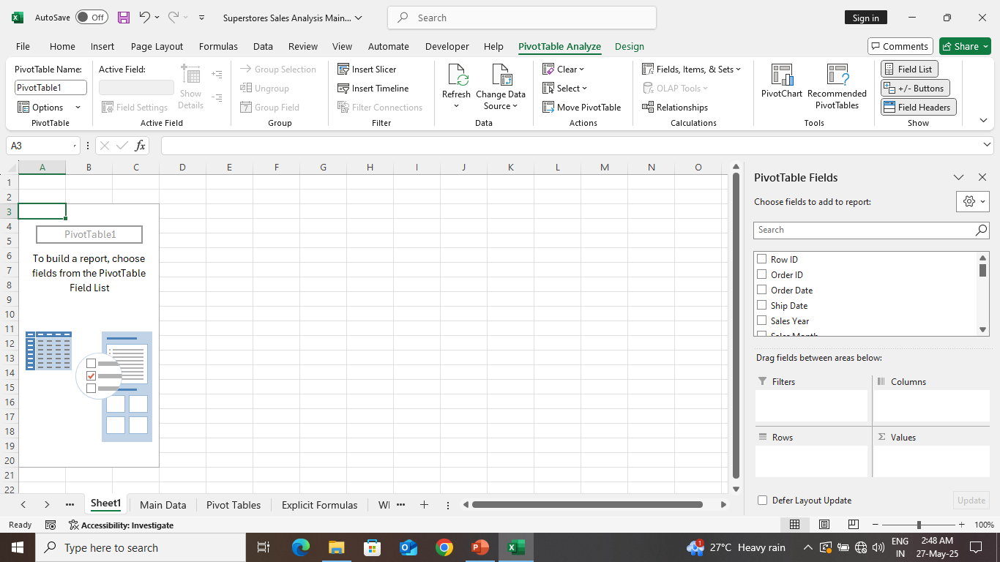 AutoSave Off Superstores Sales Analysis Main... Search Sign in
File Home Insert Page Layout Formulas Data Review View Automate Developer Help PivotTable Analyze Design Comments Share
PivotTable Name:
PivotTable1
Options
PivotTable
Active Field:
Field Settings
Show
Details
Active Field
Group Selection
Ungroup
7 Group Field
Group
Insert Slicer
Insert Timeline
Filter Connections
Filter
Refresh
Change Data
Source
Data
Clear
Select
Move PivotTable
Actions
fx Fields, Items, & Sets
OLAP Tools
Relationships
Calculations
PivotChart
Recommended
PivotTables
Tools
Field List
+/- Buttons
Field Headers
Show
A3 fx
A B C D E F G H I J K L M N O
1
2
3
4
5
6
7
8
9
10
11
12
13
14
15
16
17
18
19
20
21
22
PivotTable1
To build a report, choose
fields from the PivotTable
Field List
PivotTable Fields
Choose fields to add to report:
Search
Row ID
Order ID
Order Date
Ship Date
Sales Year
Sales Month
Drag fields between areas below:
Filters
Columns
Rows
Σ Values
Defer Layout Update Update
... Sheet1 Main Data Pivot Tables Explicit Formulas WI ...
Ready Accessibility: Investigate 100%
Type here to search
1 27°C Heavy rain
ENG
IN
2:48 AM
27-May-25